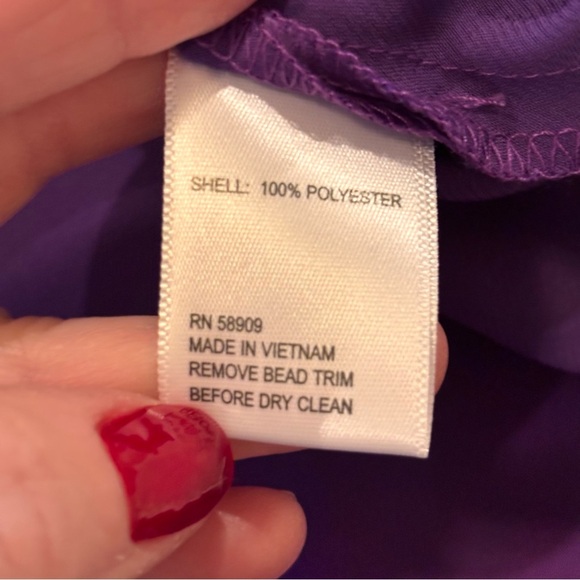 SHELL: 100% POLYESTER
RN 58909
MADE IN VIETNAM
REMOVE BEAD TRIM
BEFORE DRY CLEAN